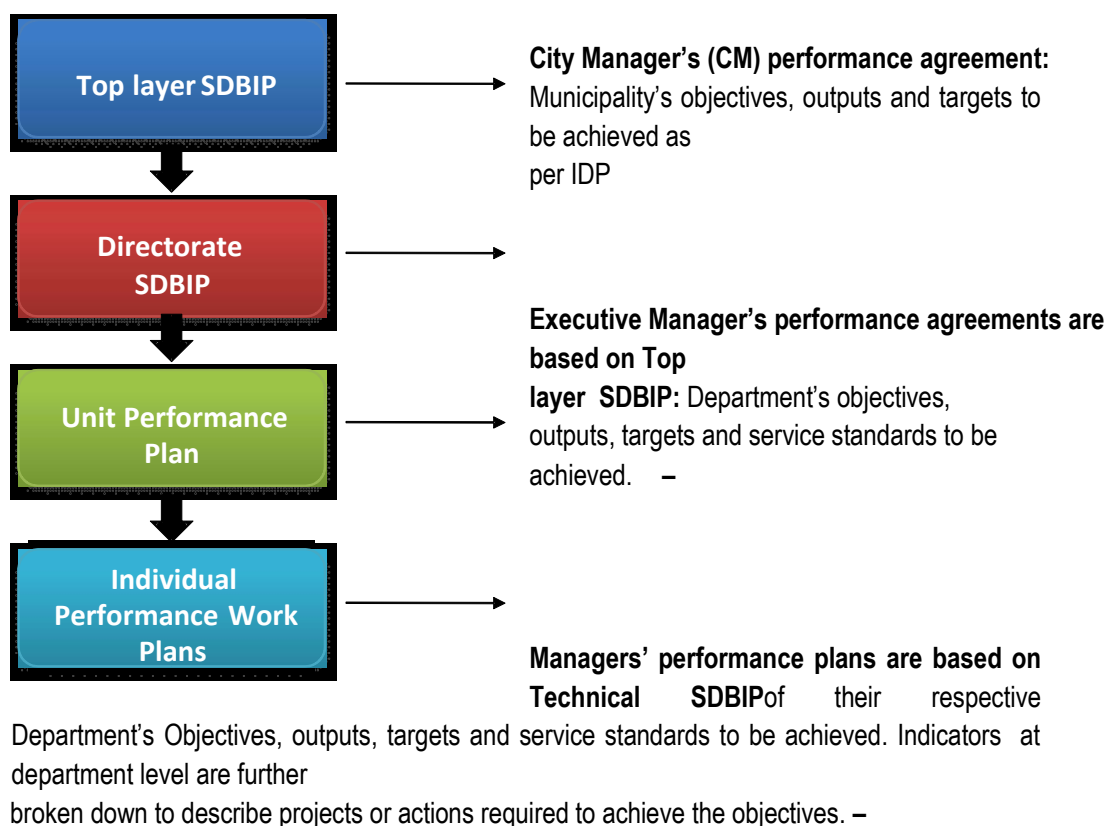 Top layer SDBIP
City Manager's (CM) performance agreement:
Municipality's objectives, outputs and targets to
be achieved as
per IDP
Directorate
SDBIP
Executive Manager's performance agreements are
based on Top
layer SDBIP: Department's objectives,
outputs, targets and service standards to be
achieved. –
Unit Performance
Plan
Individual
Performance Work
Plans
Managers' performance plans are based on
Technical SDBIPof their respective
Department's Objectives, outputs, targets and service standards to be achieved. Indicators at
department level are further
broken down to describe projects or actions required to achieve the objectives. –